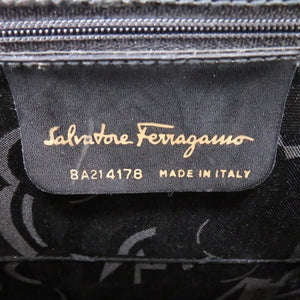 Salvatore Ferragamo
BA214178 MADE IN ITALY